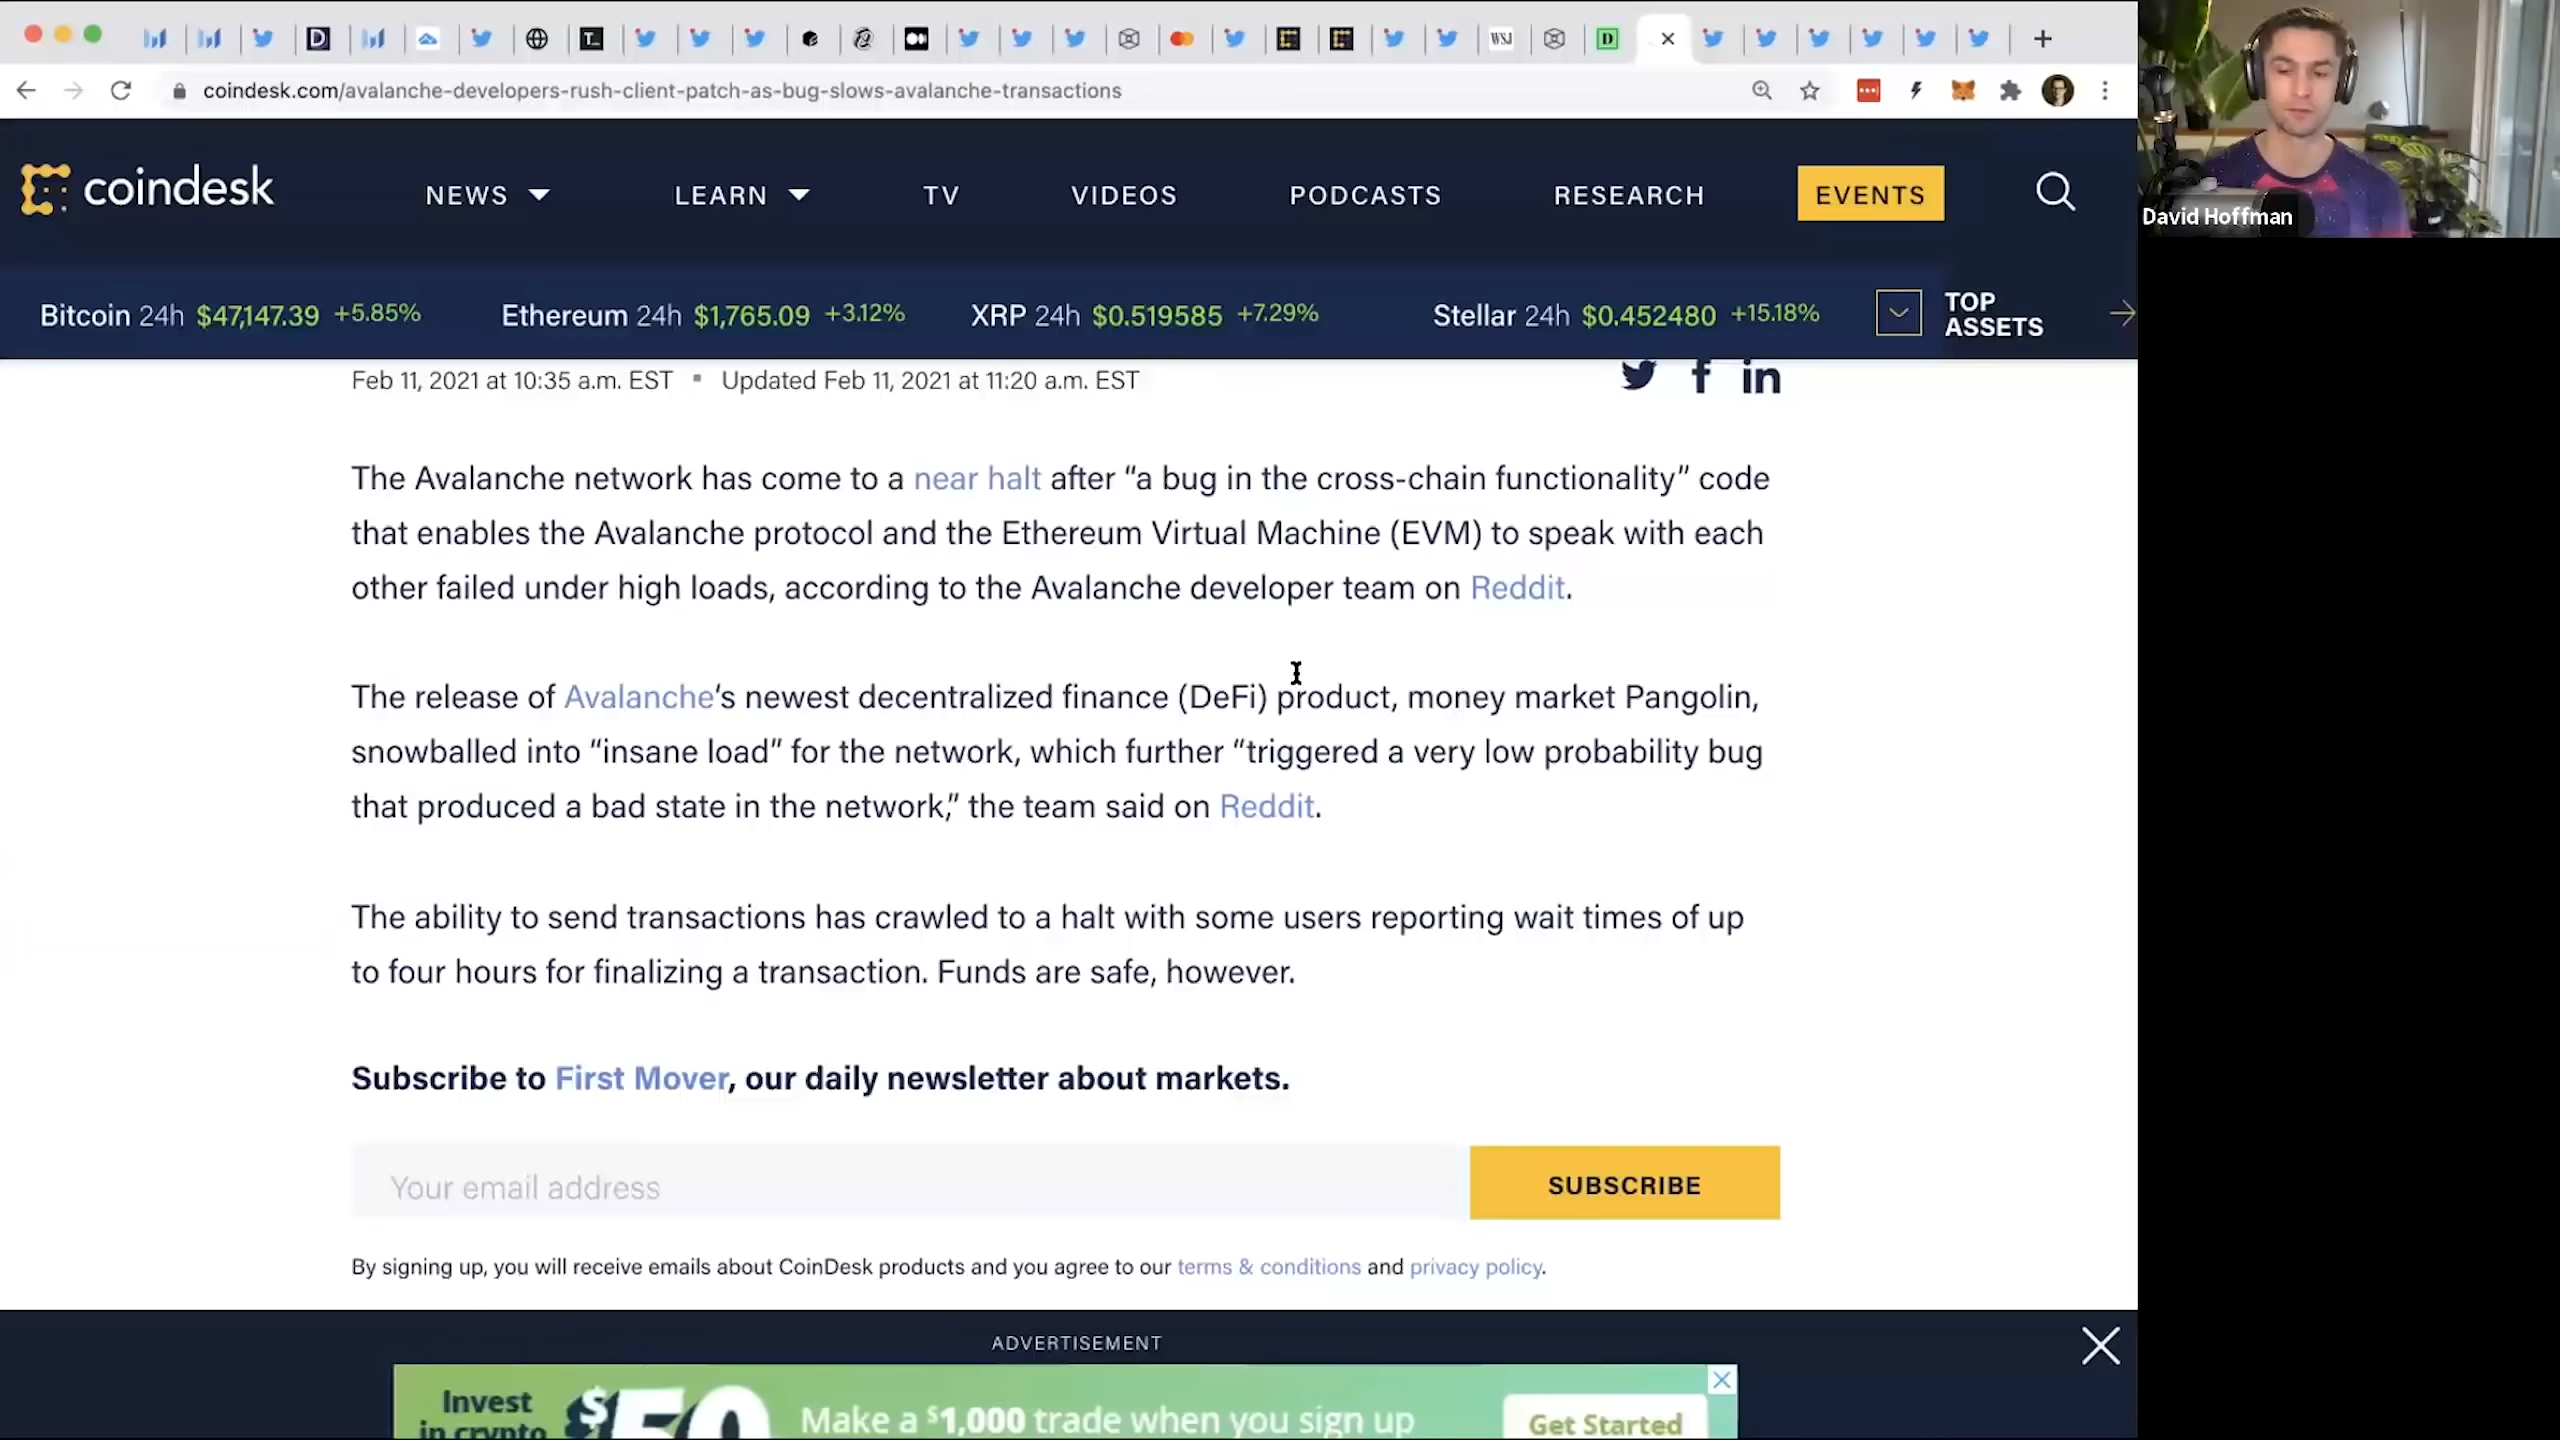 T_
WSJ
D
coindesk.com/avalanche-developers-rush-client-patch-as-bug-slows-avalanche-transactions
David Hoffman
coindesk
NEWS LEARN TV VIDEOS PODCASTS RESEARCH EVENTS
Bitcoin 24h $47,147.39 +5.85% Ethereum 24h $1,765.09 +3.12% XRP 24h $0.519585 +7.29% Stellar 24h $0.452480 +15.18% TOP ASSETS
Feb 11, 2021 at 10:35 a.m. EST ▪ Updated Feb 11, 2021 at 11:20 a.m. EST
The Avalanche network has come to a near halt after “a bug in the cross-chain functionality” code
that enables the Avalanche protocol and the Ethereum Virtual Machine (EVM) to speak with each
other failed under high loads, according to the Avalanche developer team on Reddit.
The release of Avalanche’s newest decentralized finance (DeFi) product, money market Pangolin,
snowballed into “insane load” for the network, which further “triggered a very low probability bug
that produced a bad state in the network,” the team said on Reddit.
The ability to send transactions has crawled to a halt with some users reporting wait times of up
to four hours for finalizing a transaction. Funds are safe, however.
Subscribe to First Mover, our daily newsletter about markets.
Your email address
SUBSCRIBE
By signing up, you will receive emails about CoinDesk products and you agree to our terms & conditions and privacy policy.
ADVERTISEMENT
Invest
in crypto
$50
Make a $1,000 trade when you sign up
Get Started